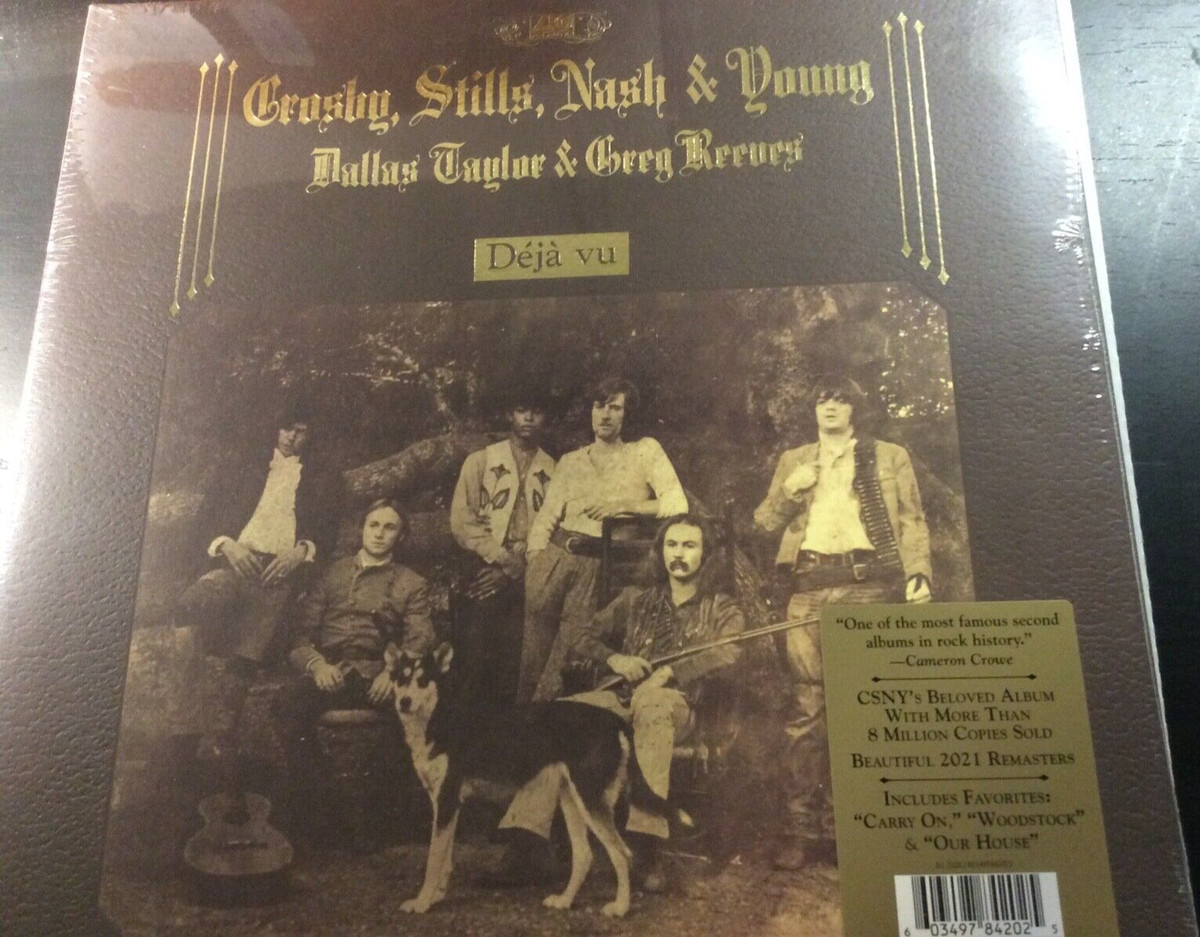 Crosby, Stills, Nash & Young
Dallas Taylor & Greg Reeves
Déjà vu
“One of the most famous second
albums in rock history.”
—Cameron Crowe
CSNY’s Beloved Album
With More Than
8 Million Copies Sold
Beautiful 2021 Remasters
Includes Favorites:
“Carry On,” “Woodstock”
& “Our House”
6 03497 84202 5